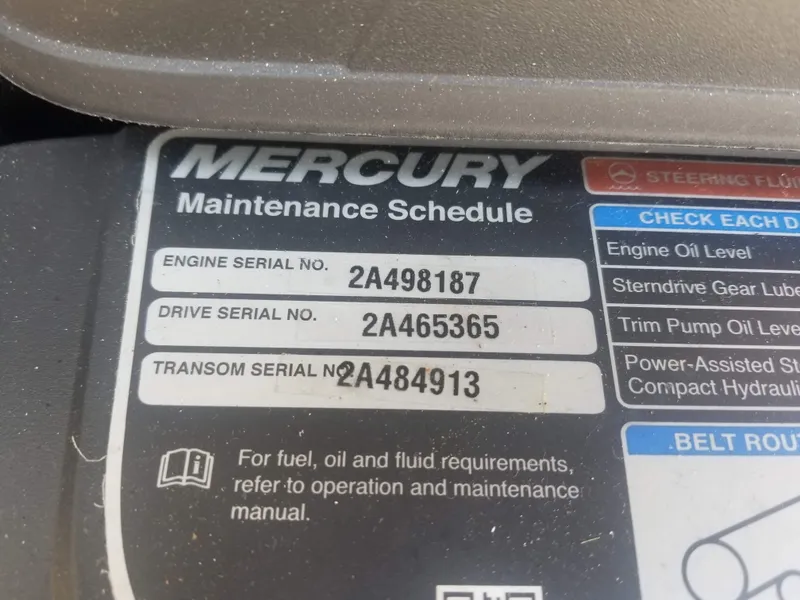 MERCURY
Maintenance Schedule
ENGINE SERIAL NO. 2A498187
DRIVE SERIAL NO. 2A465365
TRANSOM SERIAL NO. 2A484913
For fuel, oil and fluid requirements,
refer to operation and maintenance
manual.
STEERING FLUID
CHECK EACH D
Engine Oil Level
Sterndrive Gear Lube
Trim Pump Oil Leve
Power-Assisted St
Compact Hydrauli
BELT ROUT